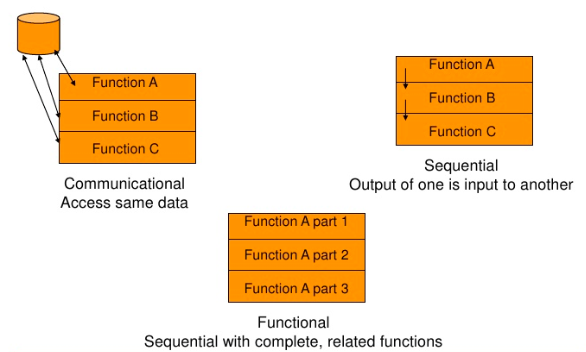 Function A
Function B
Function C
Communicational
Access same data
Function A
Function B
Function C
Sequential
Output of one is input to another
Function A part 1
Function A part 2
Function A part 3
Functional
Sequential with complete, related functions